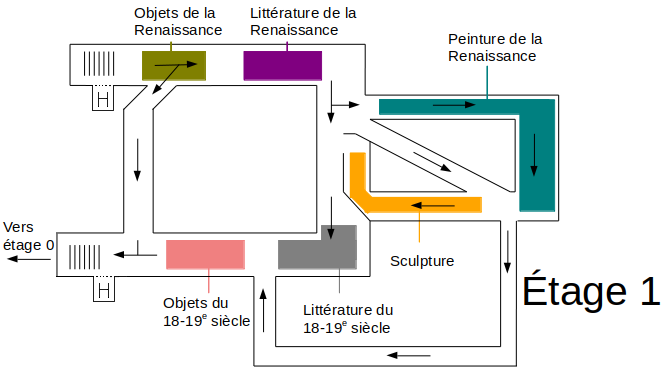 Objets de la
Renaissance
Littérature de la
Renaissance
Peinture de la
Renaissance
H
Vers
étage 0
Sculpture
H
Étage 1
Objets du
18-19e siècle
Littérature du
18-19e siècle